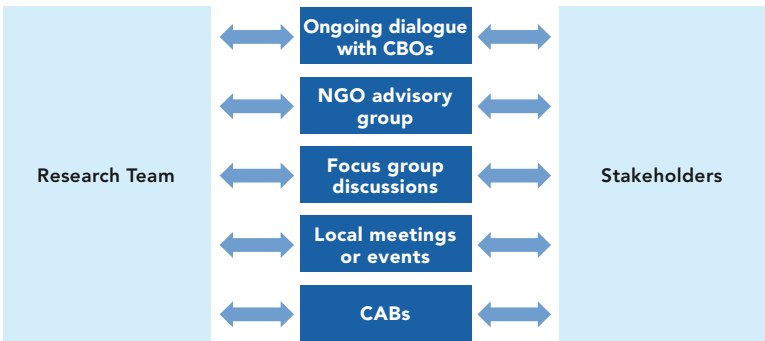 Research Team
Ongoing dialogue
with CBOs
NGO advisory
group
Focus group
discussions
Local meetings
or events
CABs
Stakeholders